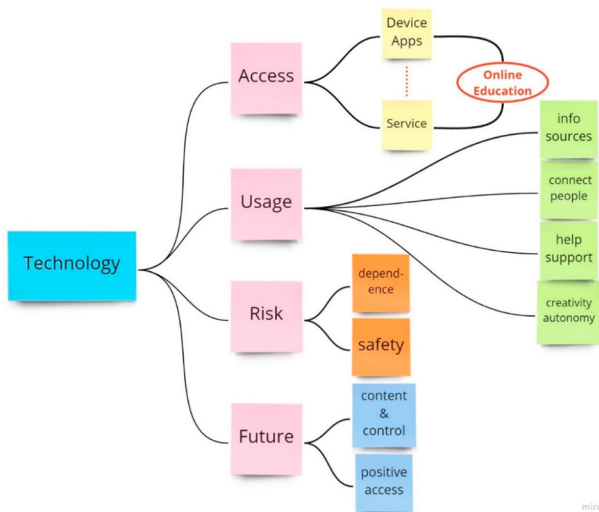 Technology
Access
Device
Apps
Service
Online
Education
Usage
info
sources
connect
people
help
support
creativity
autonomy
Risk
depend-
ence
safety
Future
content
&
control
positive
access